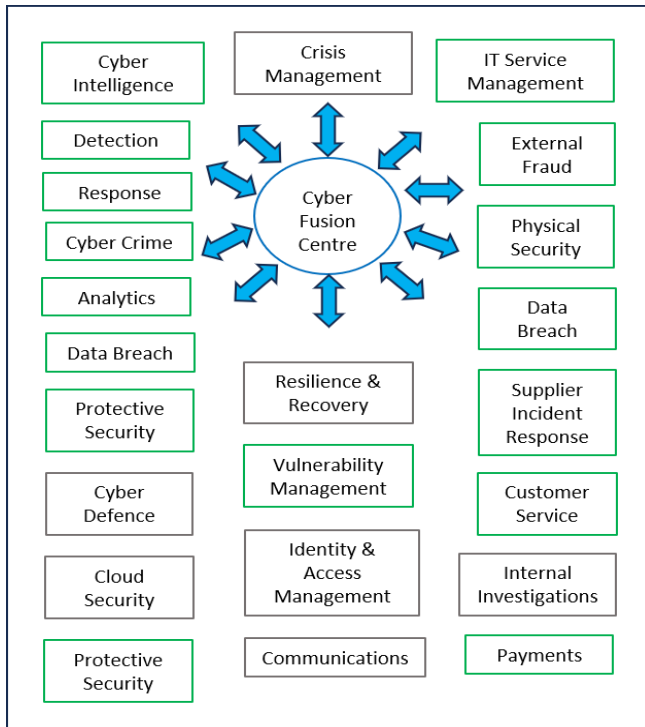 Cyber
Intelligence
Crisis
Management
IT Service
Management
Detection
Response
Cyber Crime
Analytics
Data Breach
Protective
Security
Cyber
Defence
Cloud
Security
Protective
Security
Cyber
Fusion
Centre
Resilience &
Recovery
Vulnerability
Management
Identity &
Access
Management
Communications
External
Fraud
Physical
Security
Data
Breach
Supplier
Incident
Response
Customer
Service
Internal
Investigations
Payments